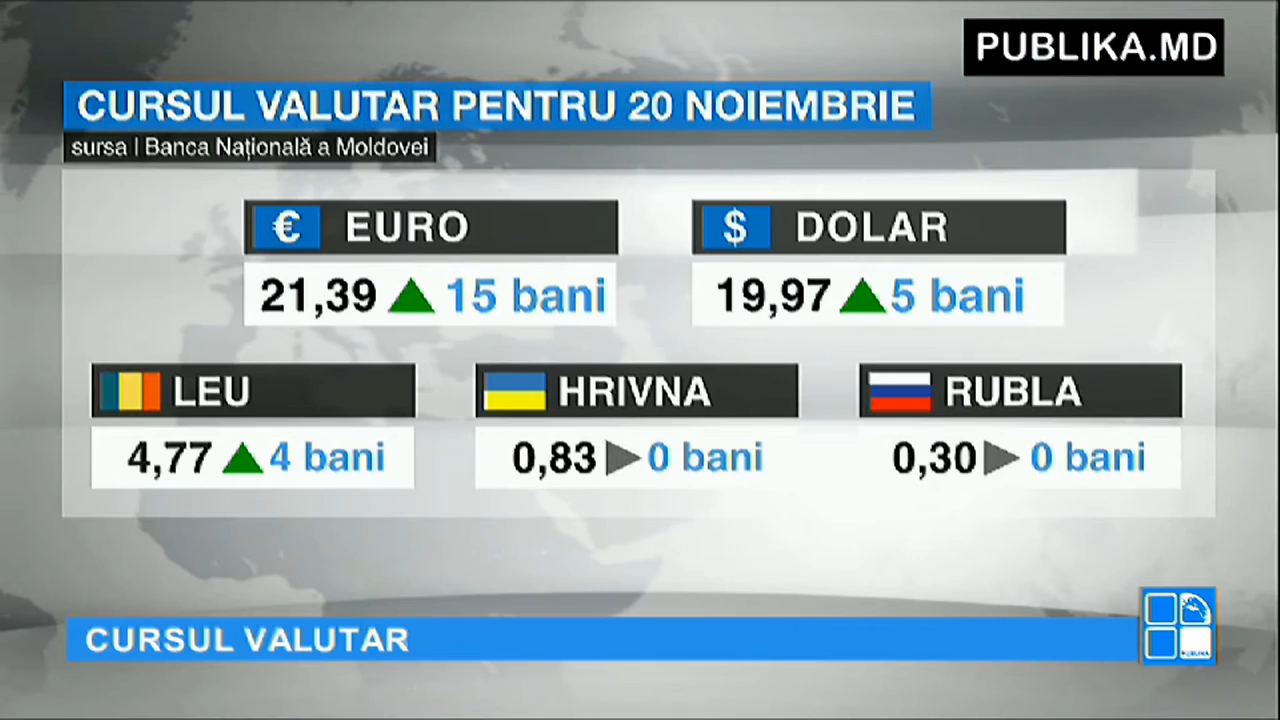 PUBLIKA.MD
CURSUL VALUTAR PENTRU 20 NOIEMBRIE
sursa | Banca Națională a Moldovei
€ EURO
21,39 15 bani
$ DOLAR
19,97 5 bani
LEU
4,77 4 bani
HRIVNA
0,83 0 bani
RUBLA
0,30 0 bani
CURSUL VALUTAR
PUBLIKA